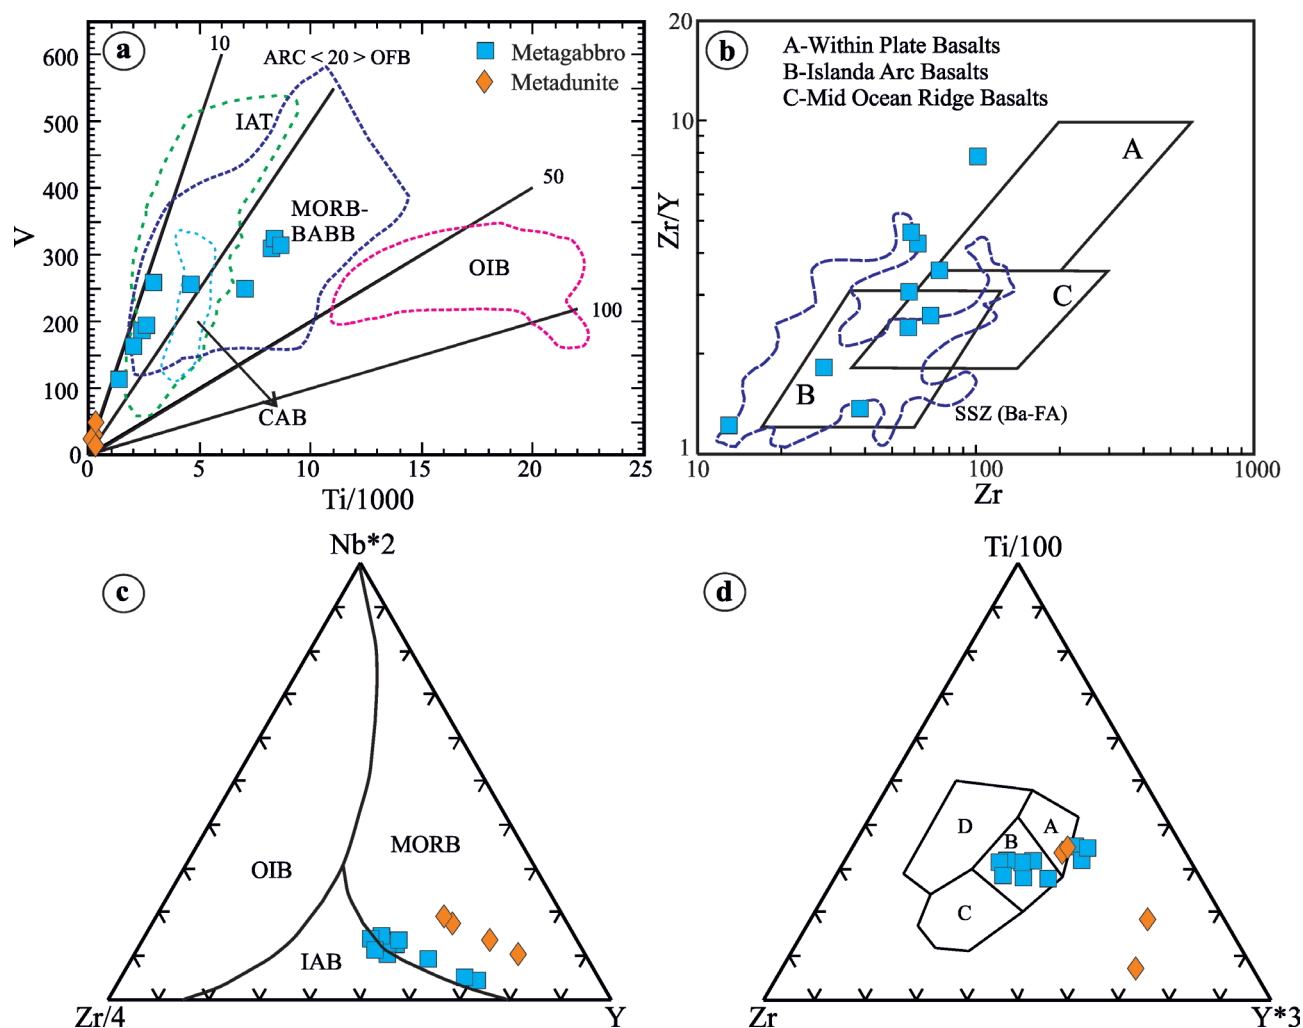 a
10
ARC < 20 > OFB
Metagabbro
Metadunite
IAT
MORB-
BABB
50
OIB
100
CAB
V
600
500
400
300
200
100
0
0
5
10
15
20
25
Ti/1000
b
A-Within Plate Basalts
B-Islanda Arc Basalts
C-Mid Ocean Ridge Basalts
A
C
B
SSZ (Ba-FA)
Zr/Y
20
10
1
10
100
1000
Zr
c
Nb*2
OIB
MORB
IAB
Zr/4
Y
d
Ti/100
D
B
A
C
Zr
Y*3